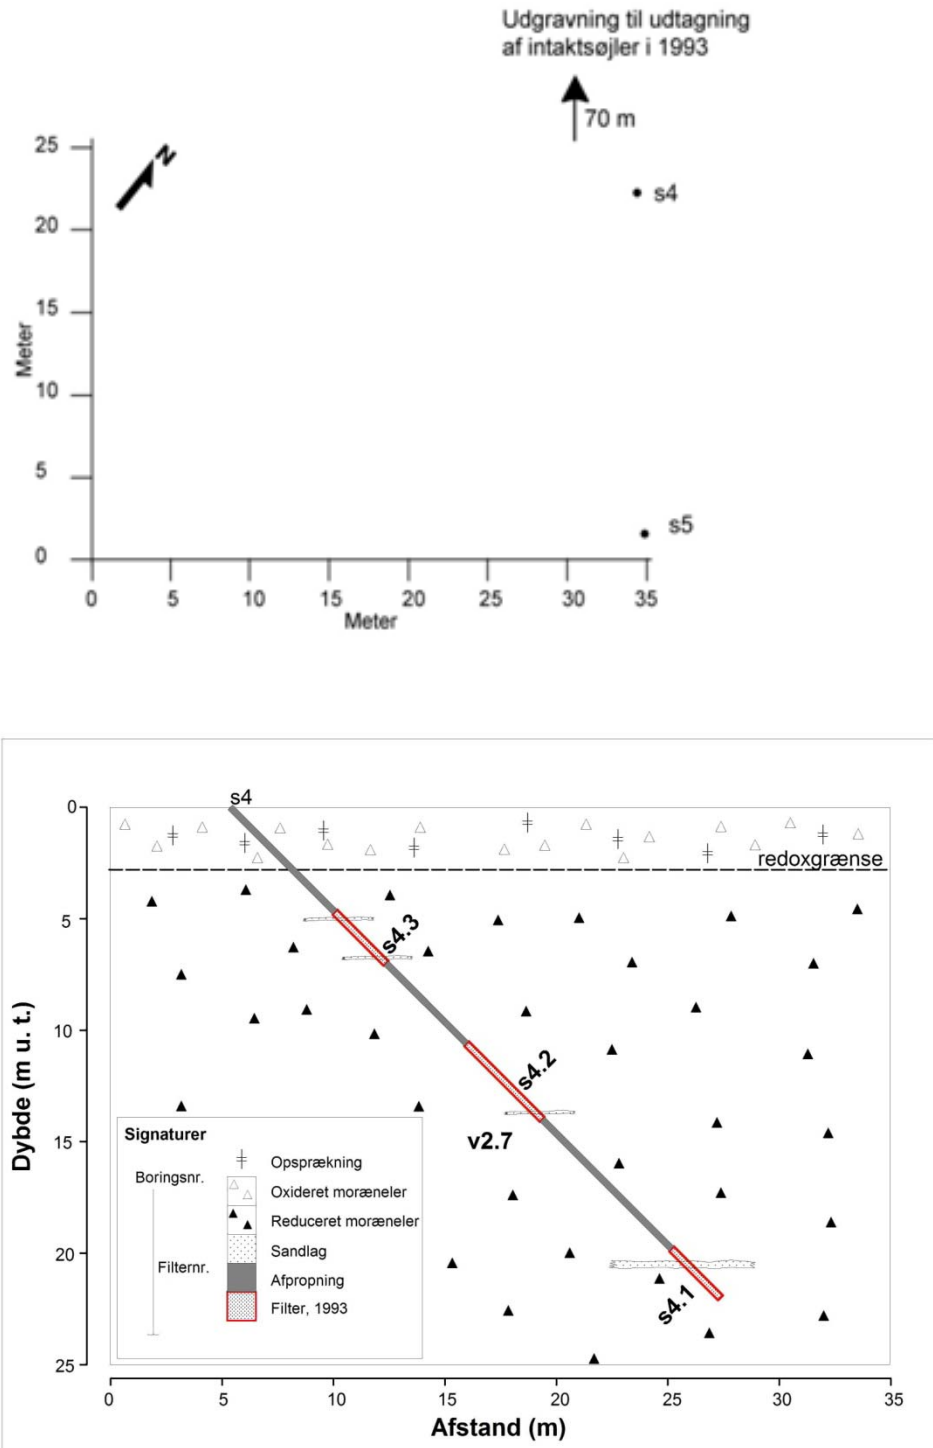 Udgravning til udtagning
af intaktsøjler i 1993
70 m
N
25
20
15
10
5
0
Meter
s4
s5
0 5 10 15 20 25 30 35
Meter
s4
0
5
10
15
20
25
Dybde (m u. t.)
redoxgrænse
s4.3
s4.2
v2.7
s4.1
Signaturer
Boringsnr.
Filternr.
Opsprækning
Oxideret moræneler
Reduceret moræneler
Sandlag
Afpropning
Filter, 1993
0 5 10 15 20 25 30 35
Afstand (m)